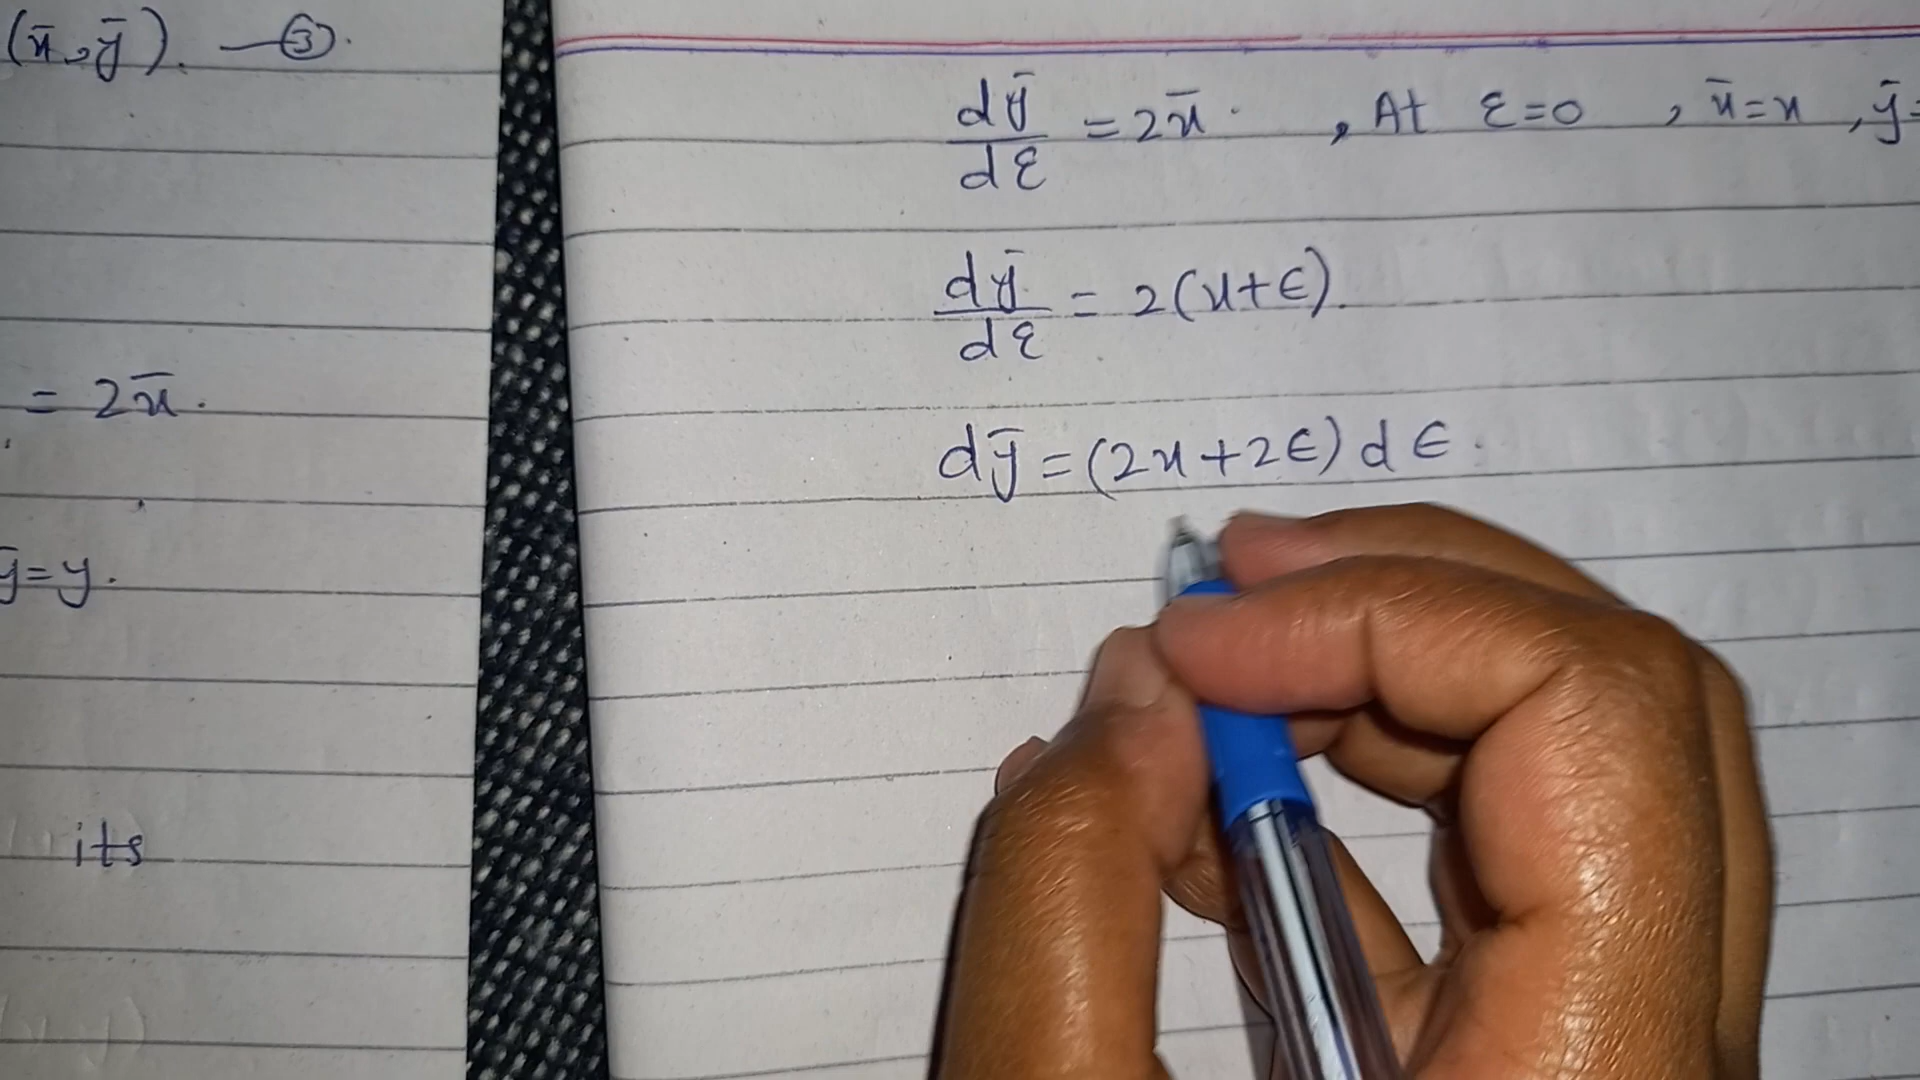 (x̄, ȳ). —③.
= 2x̄.
ȳ = y.
its
dȳ/dε = 2x̄. , At ε=0 , x̄=x , ȳ=
dȳ/dε = 2(x+ϵ).
dȳ = (2x+2ϵ) dϵ.